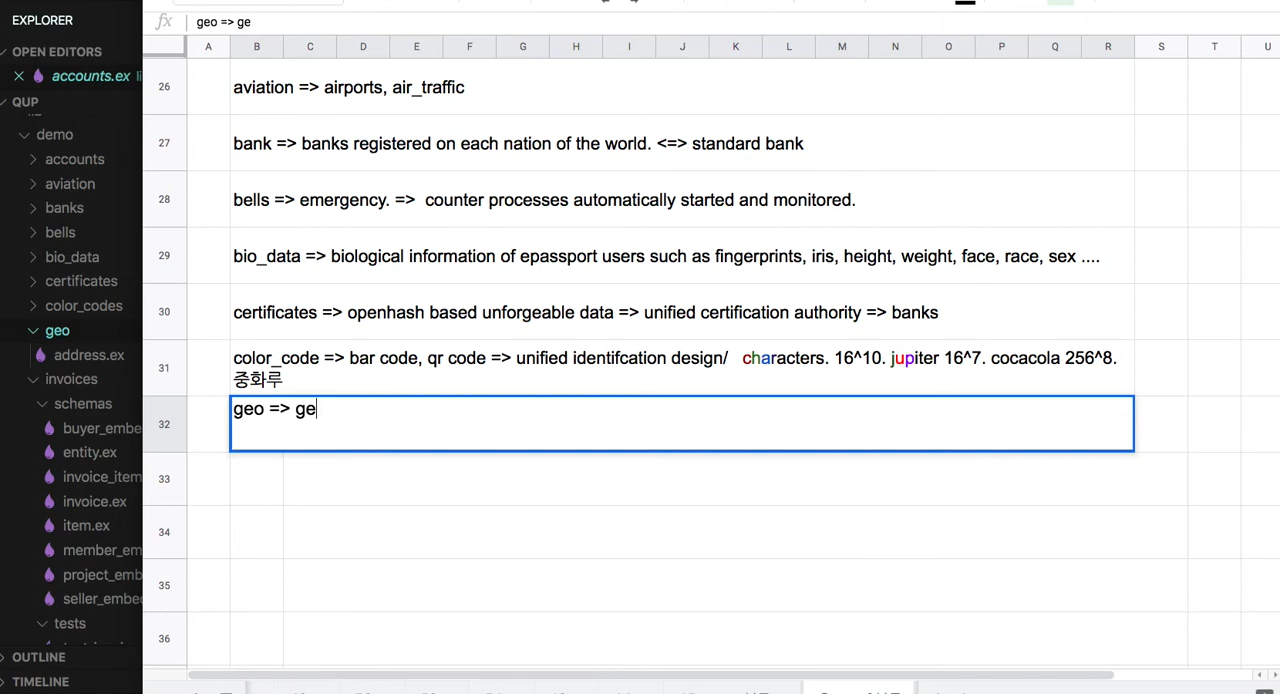 EXPLORER
OPEN EDITORS
accounts.ex li
QUP
demo
accounts
aviation
banks
bells
bio_data
certificates
color_codes
geo
address.ex
invoices
schemas
buyer_embe
entity.ex
invoice_item
invoice.ex
item.ex
member_em
project_emb
seller_embed
tests
OUTLINE
TIMELINE
fx geo => ge
A B C D E F G H I J K L M N O P Q R S T U
26 aviation => airports, air_traffic
27 bank => banks registered on each nation of the world. <=> standard bank
28 bells => emergency. => counter processes automatically started and monitored.
29 bio_data => biological information of epassport users such as fingerprints, iris, height, weight, face, race, sex ....
30 certificates => openhash based unforgeable data => unified certification authority => banks
31 color_code => bar code, qr code => unified identifcation design/ characters. 16^10. jupiter 16^7. cocacola 256^8.
중화루
32 geo => ge
33
34
35
36